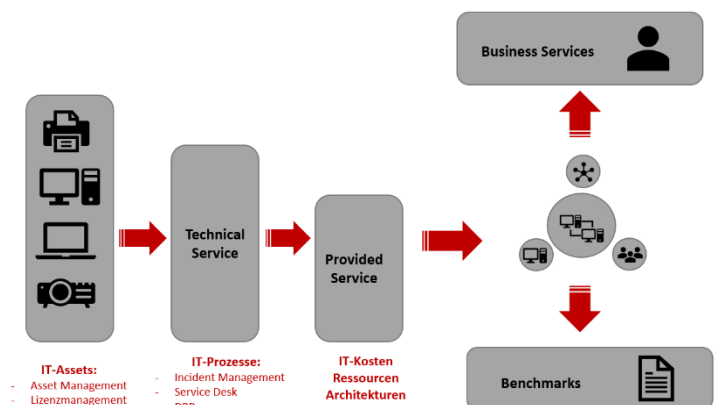 Business Services
Technical
Service
Provided
Service
IT-Assets:
- Asset Management
- Lizenzmanagement
IT-Prozesse:
- Incident Management
- Service Desk
IT-Kosten
Ressourcen
Architekturen
Benchmarks